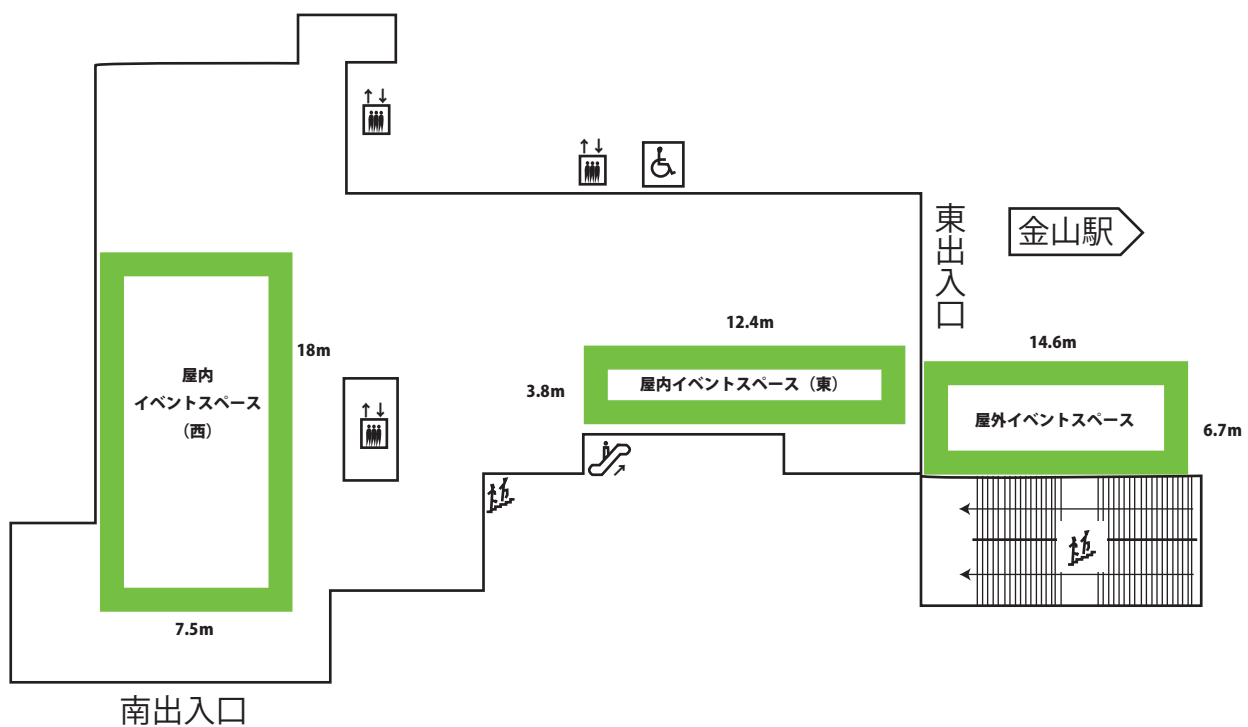 東出入口
金山駅
12.4m
14.6m
18m
屋内
イベントスペース
（西）
3.8m
屋内イベントスペース（東）
屋外イベントスペース
6.7m
7.5m
南出入口